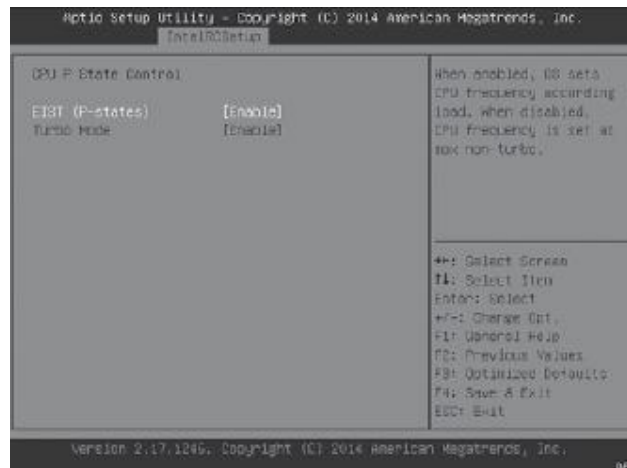 Aptio Setup Utility - Copyright (C) 2014 American Megatrends, Inc.
IntelRCSetup
CPU P State Control
EIST (P-states) [Enable]
Turbo Mode [Enable]
When enabled, OS sets
CPU frequency according
load. When disabled,
CPU frequency is set at
max non-turbo.
↔: Select Screen
↑↓: Select Item
Enter: Select
+/-: Change Opt.
F1: General Help
F2: Previous Values
F3: Optimized Defaults
F4: Save & Exit
ESC: Exit
Version 2.17.1246. Copyright (C) 2014 American Megatrends, Inc.